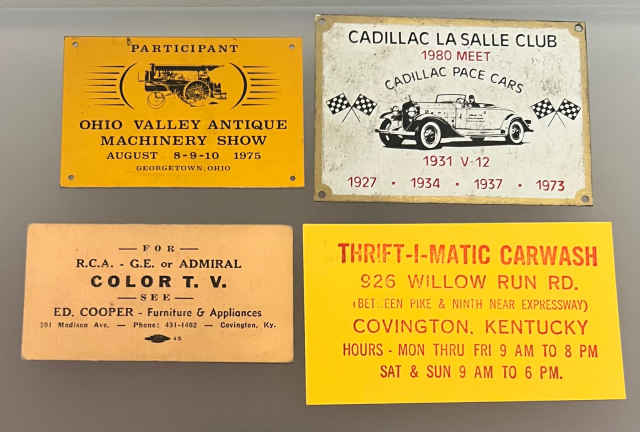 PARTICIPANT
OHIO VALLEY ANTIQUE
MACHINERY SHOW
AUGUST 8-9-10 1975
GEORGETOWN, OHIO
CADILLAC LA SALLE CLUB
1980 MEET
CADILLAC PACE CARS
1931 V-12
1927 • 1934 • 1937 • 1973
— FOR —
R.C.A. - G.E. or ADMIRAL
COLOR T. V.
— SEE —
ED. COOPER - Furniture & Appliances
Madison Ave. — Phone: 431-1402 — Covington, Ky.
THRIFT-I-MATIC CARWASH
926 WILLOW RUN RD.
(BET EEN PIKE & NINTH NEAR EXPRESSWAY)
COVINGTON, KENTUCKY
HOURS - MON THRU FRI 9 AM TO 8 PM
SAT & SUN 9 AM TO 6 PM.